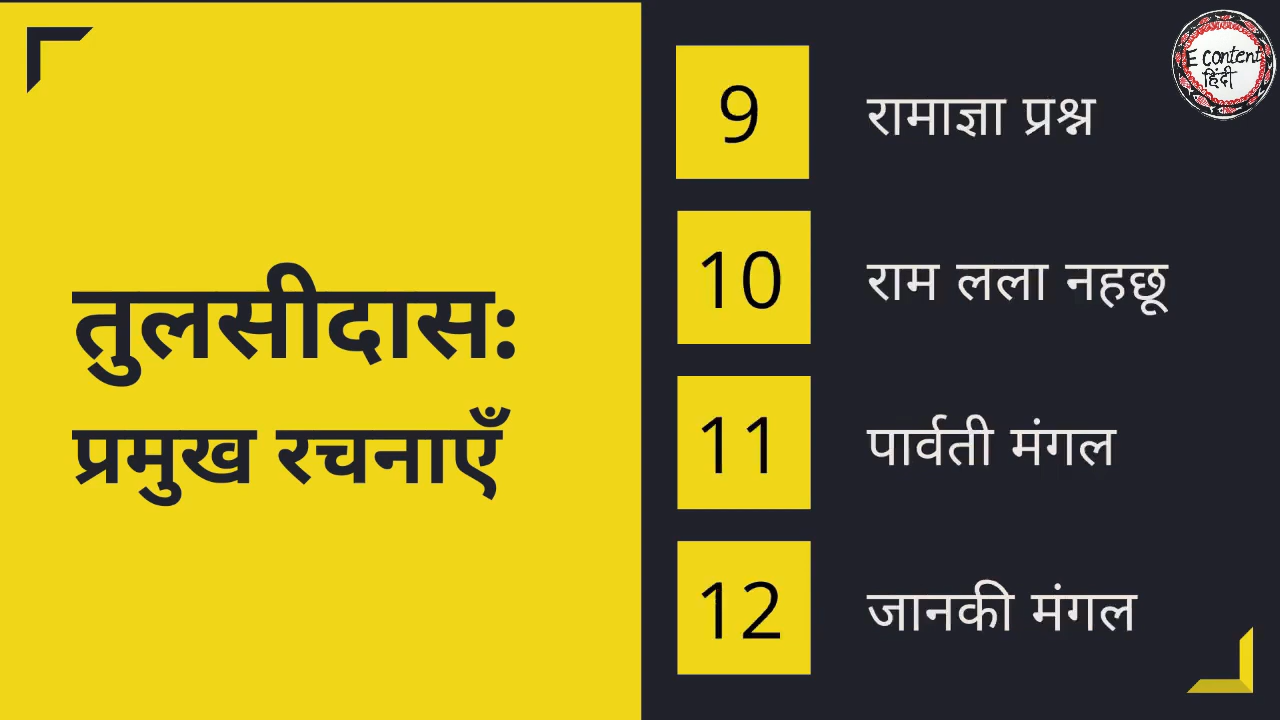 तुलसीदास:
प्रमुख रचनाएँ
9 रामाज्ञा प्रश्न
10 राम लला नहछू
11 पार्वती मंगल
12 जानकी मंगल
E content
हिंदी